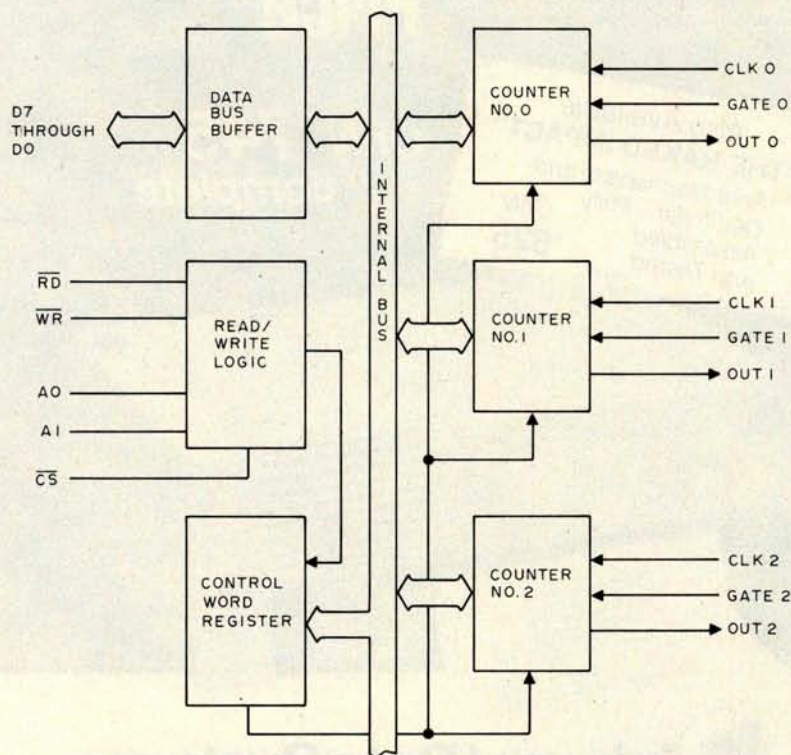 D7
THROUGH
D0
DATA
BUS
BUFFER
INTERNAL BUS
COUNTER
NO.0
CLK 0
GATE 0
OUT 0
RD
WR
A0
A1
CS
READ/
WRITE
LOGIC
COUNTER
NO.1
CLK 1
GATE 1
OUT 1
CONTROL
WORD
REGISTER
COUNTER
NO.2
CLK 2
GATE 2
OUT 2